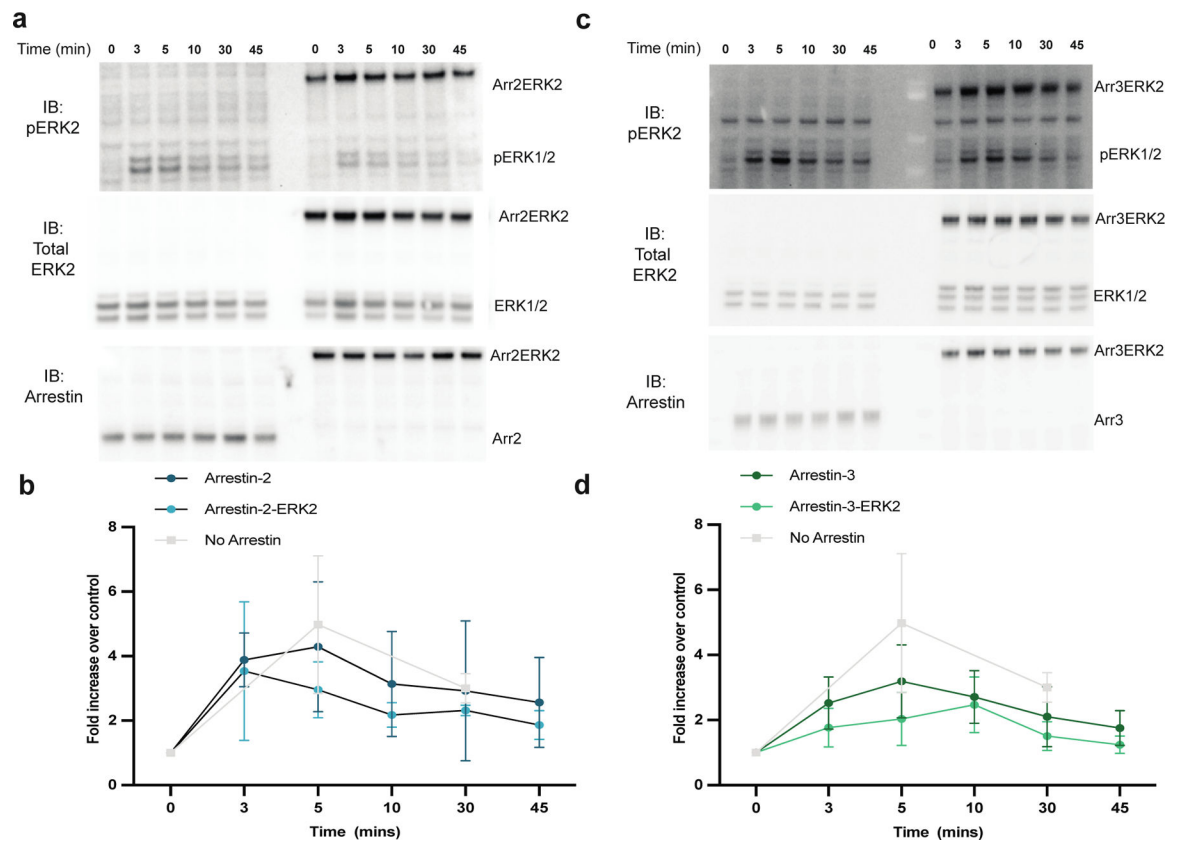 a
Time (min) 0 3 5 10 30 45 0 3 5 10 30 45
IB:
pERK2
Arr2ERK2
pERK1/2
IB:
Total
ERK2
Arr2ERK2
ERK1/2
IB:
Arrestin
Arr2ERK2
Arr2
c
Time (min) 0 3 5 10 30 45 0 3 5 10 30 45
IB:
pERK2
Arr3ERK2
pERK1/2
IB:
Total
ERK2
Arr3ERK2
ERK1/2
IB:
Arrestin
Arr3ERK2
Arr3
b
Arrestin-2
Arrestin-2-ERK2
No Arrestin
Fold increase over control
8
6
4
2
0
0 3 5 10 30 45
Time (mins)
d
Arrestin-3
Arrestin-3-ERK2
No Arrestin
Fold increase over control
8
6
4
2
0
0 3 5 10 30 45
Time (mins)